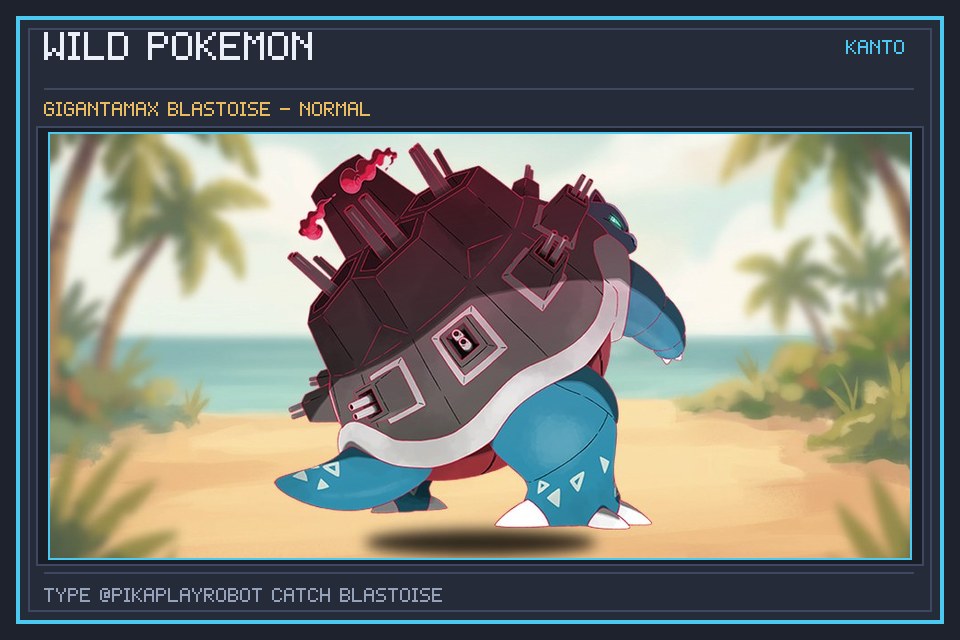 WILD POKEMON
KANTO
GIGANTAMAX BLASTOISE - NORMAL
TYPE @PIKAPLAYROBOT CATCH BLASTOISE